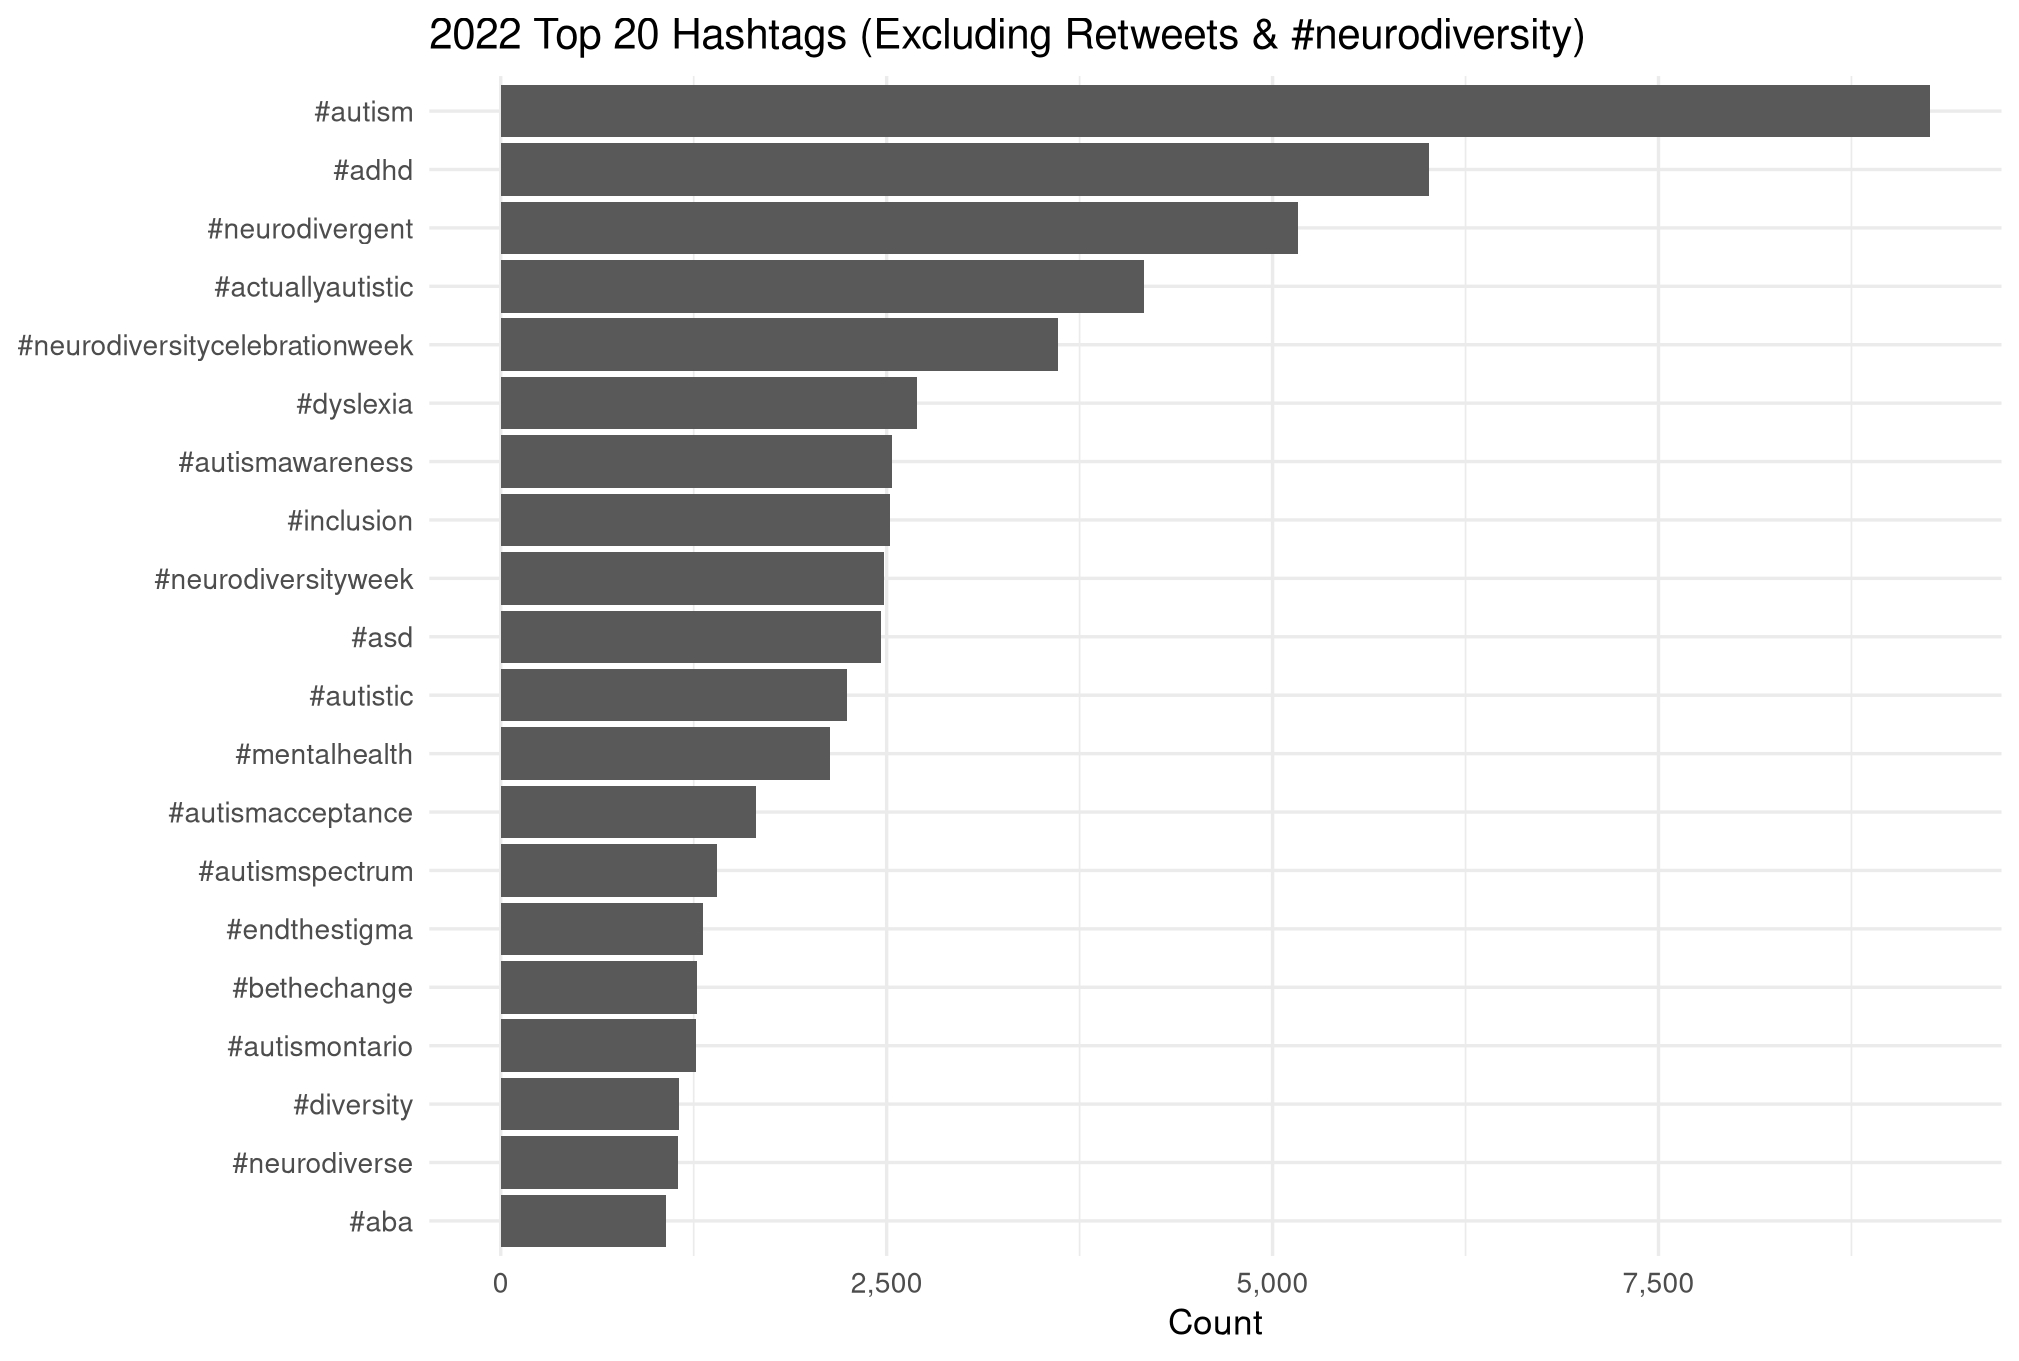 2022 Top 20 Hashtags (Excluding Retweets & #neurodiversity)
#autism
#adhd
#neurodivergent
#actuallyautistic
#neurodiversitycelebrationweek
#dyslexia
#autismawareness
#inclusion
#neurodiversityweek
#asd
#autistic
#mentalhealth
#autismacceptance
#autismspectrum
#endthestigma
#bethechange
#autismontario
#diversity
#neurodiverse
#aba
0 2,500 5,000 7,500
Count